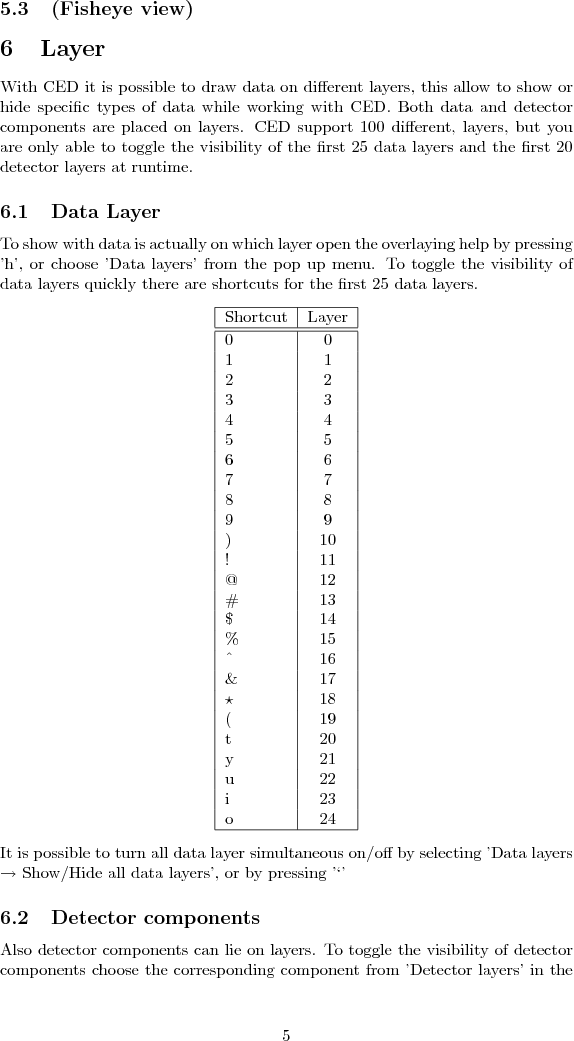 5.3 (Fisheye view)
6 Layer
With CED it is possible to draw data on different layers, this allow to show or
hide specific types of data while working with CED. Both data and detector
components are placed on layers. CED support 100 different, layers, but you
are only able to toggle the visibility of the first 25 data layers and the first 20
detector layers at runtime.
6.1 Data Layer
To show with data is actually on which layer open the overlaying help by pressing
’h’, or choose ’Data layers’ from the pop up menu. To toggle the visibility of
data layers quickly there are shortcuts for the first 25 data layers.
Shortcut Layer
0 0
1 1
2 2
3 3
4 4
5 5
6 6
7 7
8 8
9 9
) 10
! 11
@ 12
# 13
$ 14
% 15
ˆ 16
& 17
⋆ 18
( 19
t 20
y 21
u 22
i 23
o 24
It is possible to turn all data layer simultaneous on/off by selecting ’Data layers
→ Show/Hide all data layers’, or by pressing ’‘’
6.2 Detector components
Also detector components can lie on layers. To toggle the visibility of detector
components choose the corresponding component from ’Detector layers’ in the
5